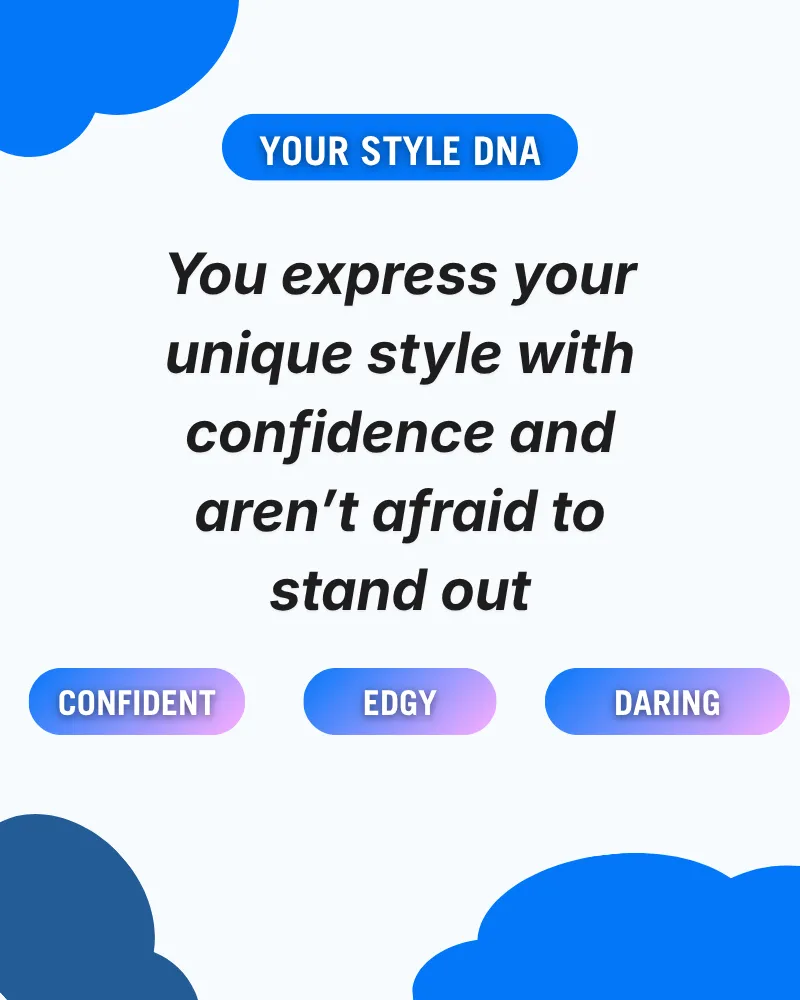 YOUR STYLE DNA
You express your
unique style with
confidence and
aren’t afraid to
stand out
CONFIDENT EDGY DARING